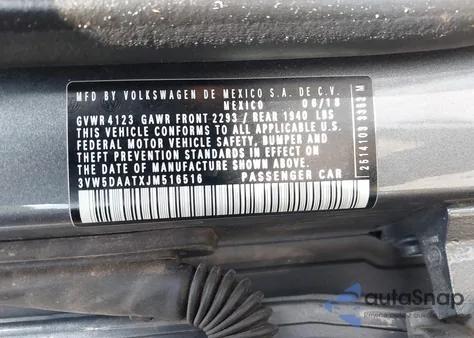 MFD BY VOLKSWAGEN DE MEXICO S.A. DE C.V.
MEXICO 06/18
GVWR 4123 GAWR FRONT 2293 / REAR 1940 LBS
THIS VEHICLE CONFORMS TO ALL APPLICABLE U.S.
FEDERAL MOTOR VEHICLE SAFETY, BUMPER, AND
THEFT PREVENTION STANDARDS IN EFFECT ON
THE DATE OF MANUFACTURE SHOWN ABOVE.
3VW5DAATXJM516516 PASSENGER CAR
2514103 3363 M
autoSnap